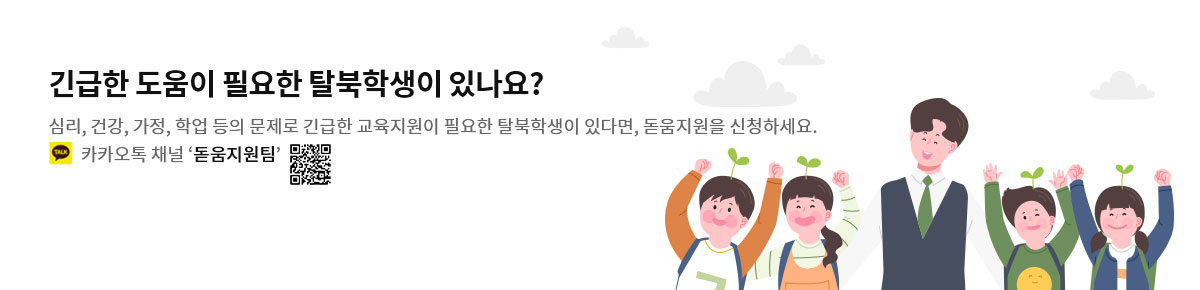 긴급한 도움이 필요한 탈북학생이 있나요?
심리, 건강, 가정, 학업 등의 문제로 긴급한 교육지원이 필요한 탈북학생이 있다면, 돋움지원을 신청하세요.
TALK 카카오톡 채널 ‘돋움지원팀’